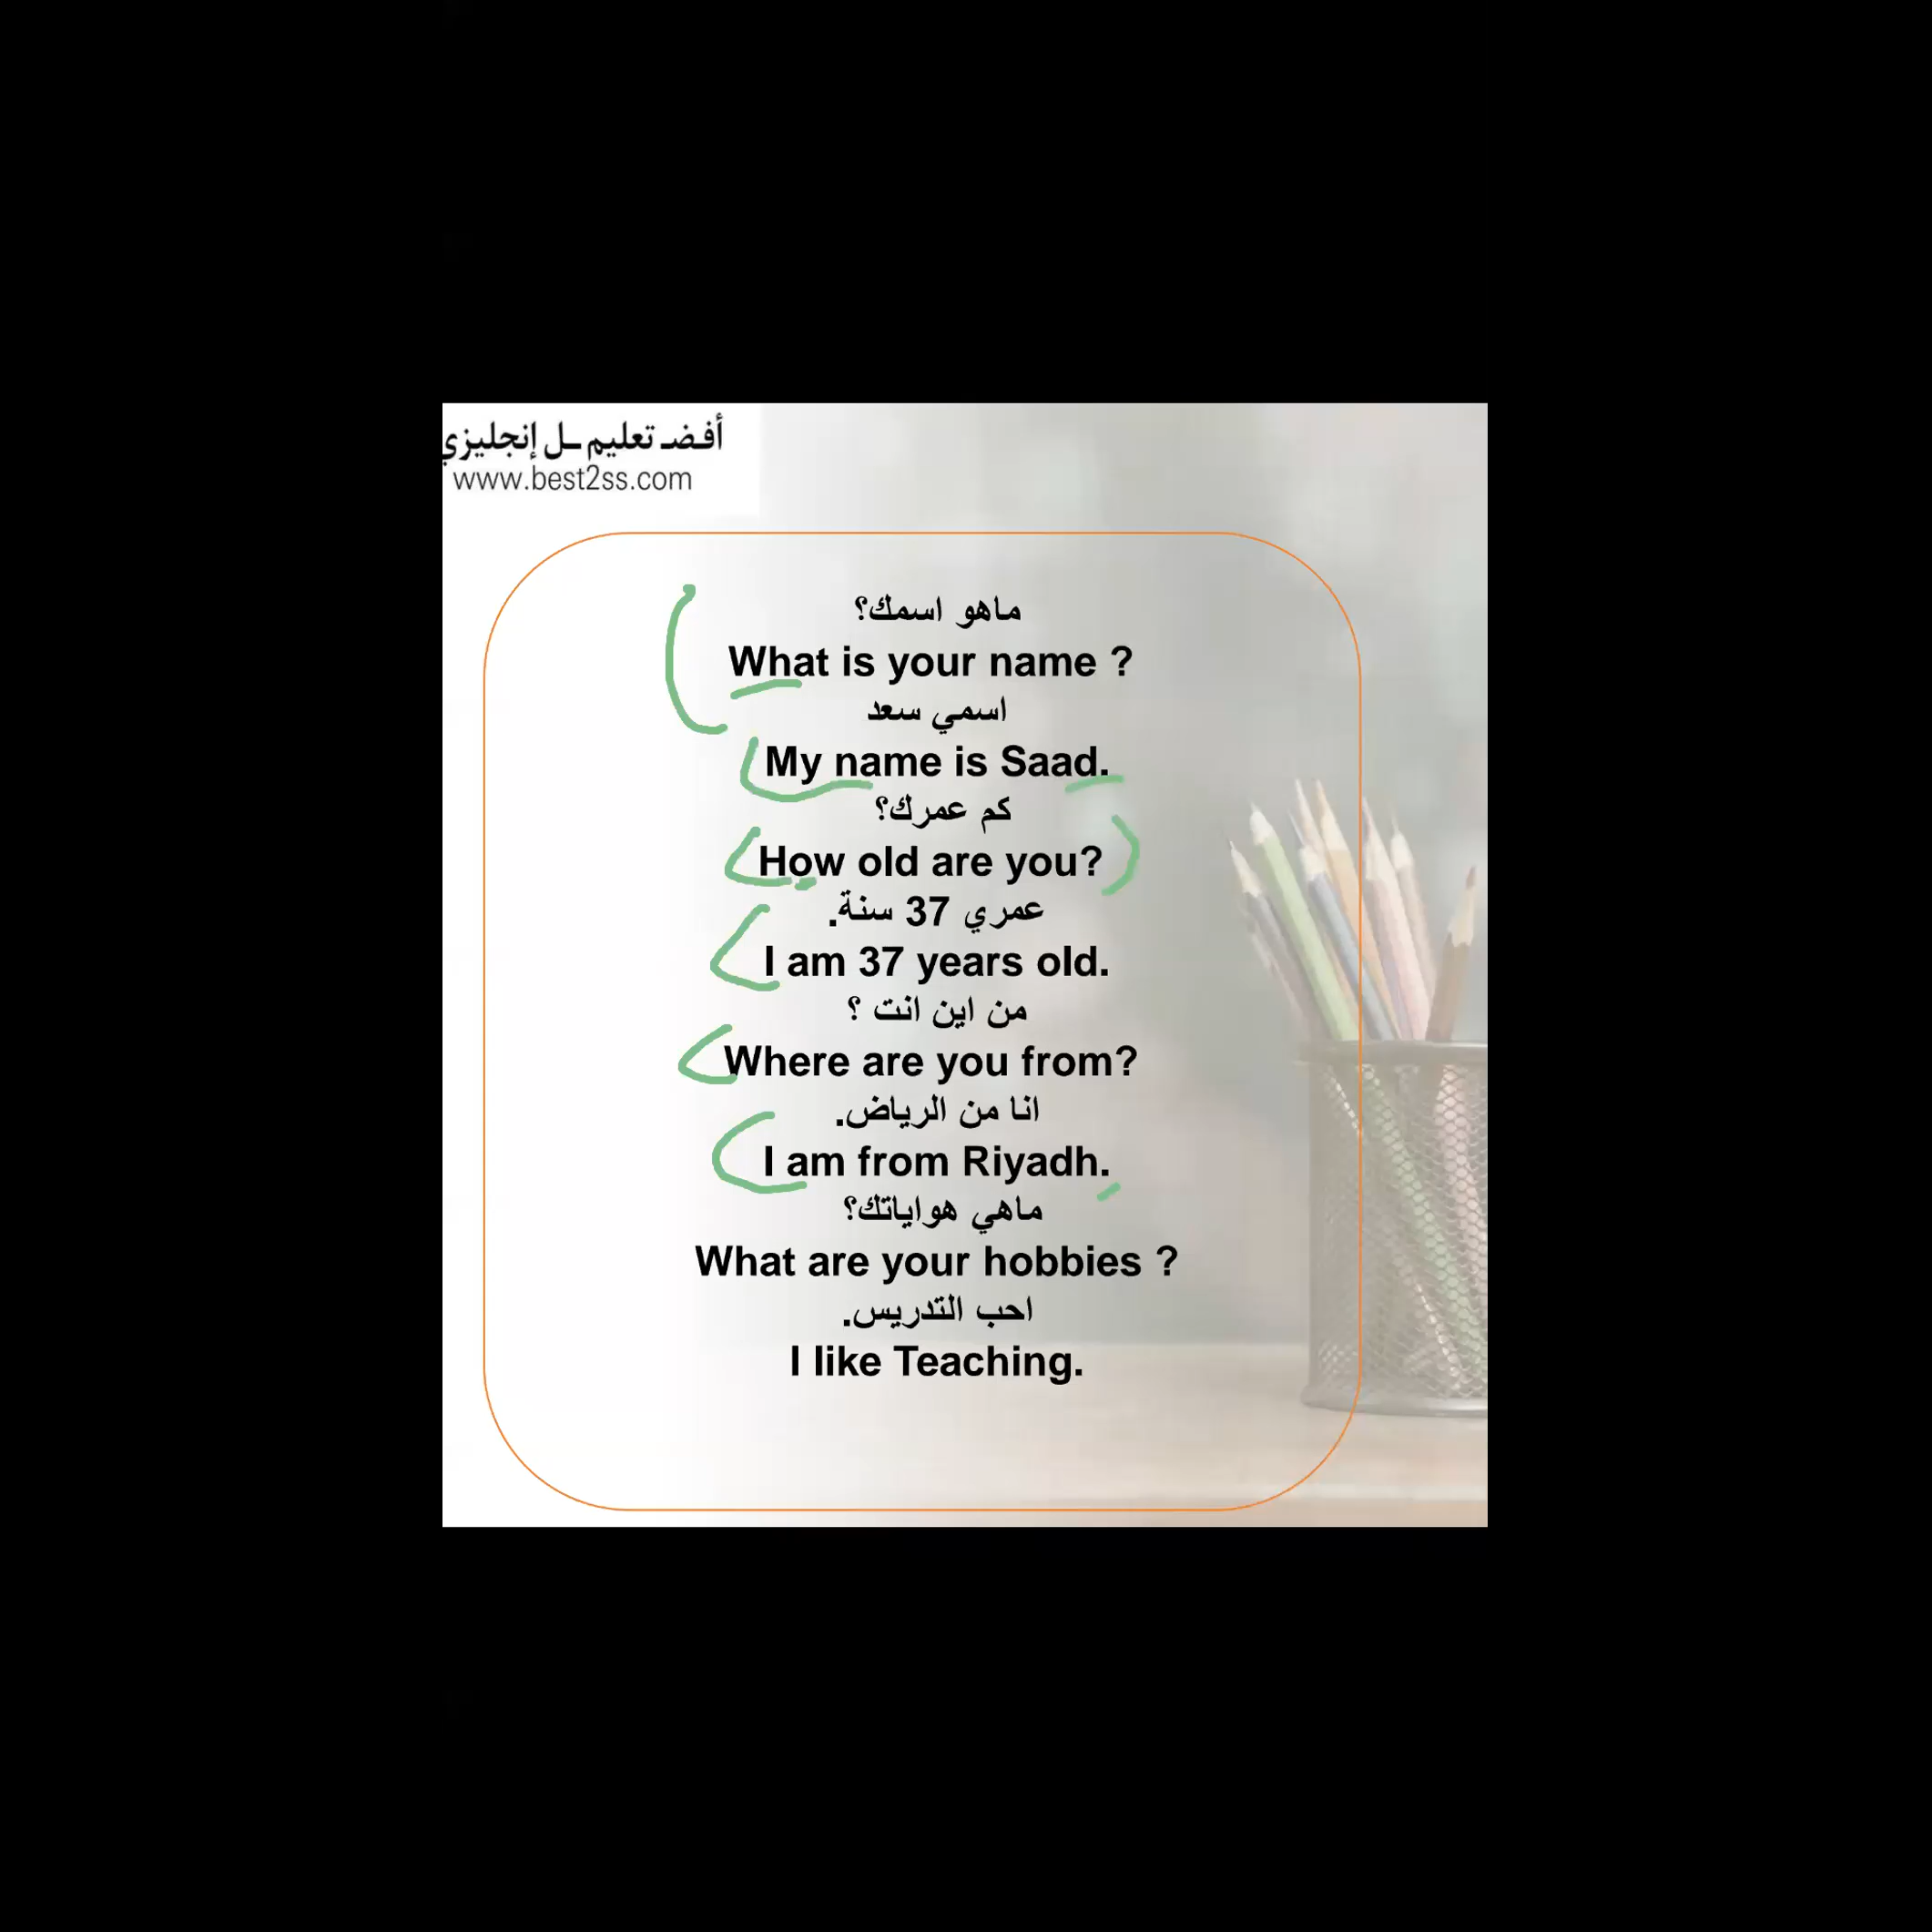 أفضـ تعليم ـل إنجليزي
www.best2ss.com
ماهو اسمك؟
What is your name ?
اسمي سعد
My name is Saad.
كم عمرك؟
How old are you?
عمري 37 سنة.
I am 37 years old.
من اين انت ؟
Where are you from?
انا من الرياض.
I am from Riyadh.
ماهي هواياتك؟
What are your hobbies ?
احب التدريس.
I like Teaching.